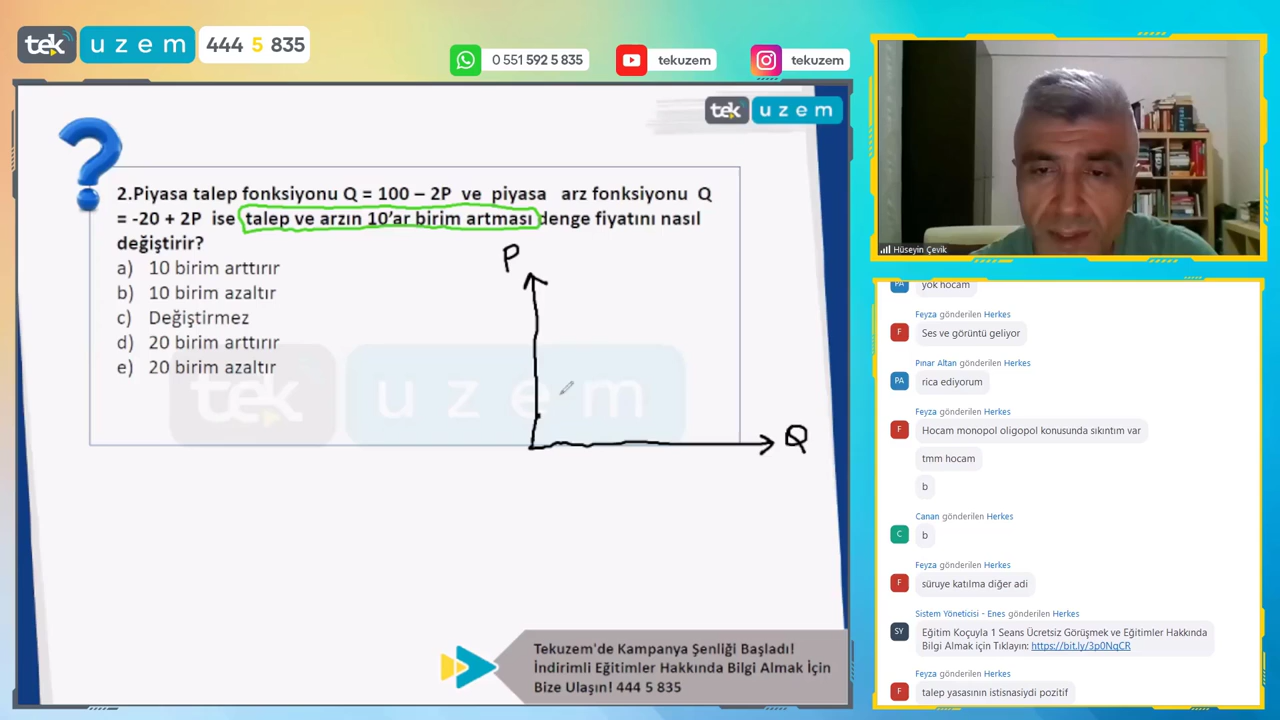 tek uzem 444 5 835
0 551 592 5 835
tekuzem
tekuzem
tek uzem
2.Piyasa talep fonksiyonu Q = 100 – 2P ve piyasa arz fonksiyonu Q
= -20 + 2P ise talep ve arzın 10’ar birim artması denge fiyatını nasıl
değiştirir?
a) 10 birim arttırır
b) 10 birim azaltır
c) Değiştirmez
d) 20 birim arttırır
e) 20 birim azaltır
P
Q
tek uzem
Tekuzem'de Kampanya Şenliği Başladı!
İndirimli Eğitimler Hakkında Bilgi Almak İçin
Bize Ulaşın! 444 5 835
Hüseyin Çevik
PA yok hocam
Feyza gönderilen Herkes
F Ses ve görüntü geliyor
Pınar Altan gönderilen Herkes
PA rica ediyorum
Feyza gönderilen Herkes
F Hocam monopol oligopol konusunda sıkıntım var
tmm hocam
b
Canan gönderilen Herkes
C b
Feyza gönderilen Herkes
F süruye katılma diğer adi
Sistem Yöneticisi - Enes gönderilen Herkes
SY Eğitim Koçuyla 1 Seans Ücretsiz Görüşmek ve Eğitimler Hakkında
Bilgi Almak için Tıklayın: https://bit.ly/3p0NqCR
Feyza gönderilen Herkes
F talep yasasının istisnasiydi pozitif